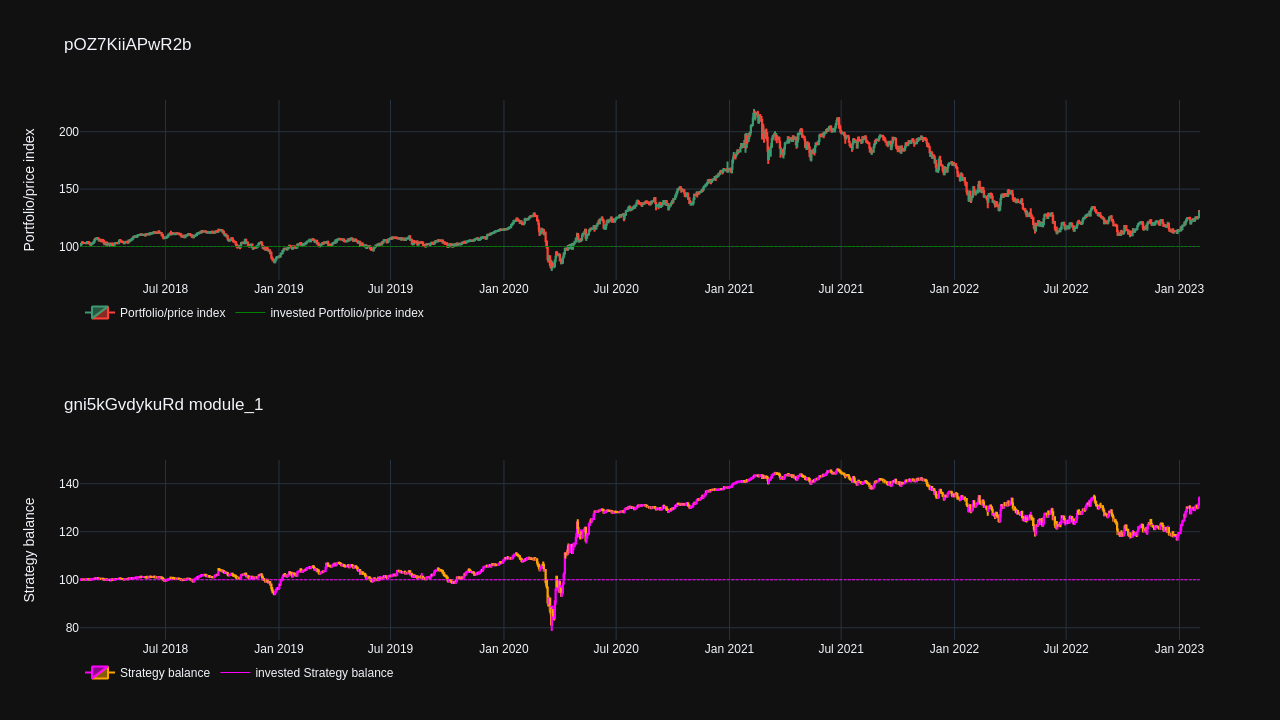 pOZ7KiiAPwR2b
Portfolio/price index
200
150
100
Jul 2018 Jan 2019 Jul 2019 Jan 2020 Jul 2020 Jan 2021 Jul 2021 Jan 2022 Jul 2022 Jan 2023
Portfolio/price index invested Portfolio/price index
gni5kGvdykuRd module_1
Strategy balance
140
120
100
80
Jul 2018 Jan 2019 Jul 2019 Jan 2020 Jul 2020 Jan 2021 Jul 2021 Jan 2022 Jul 2022 Jan 2023
Strategy balance invested Strategy balance